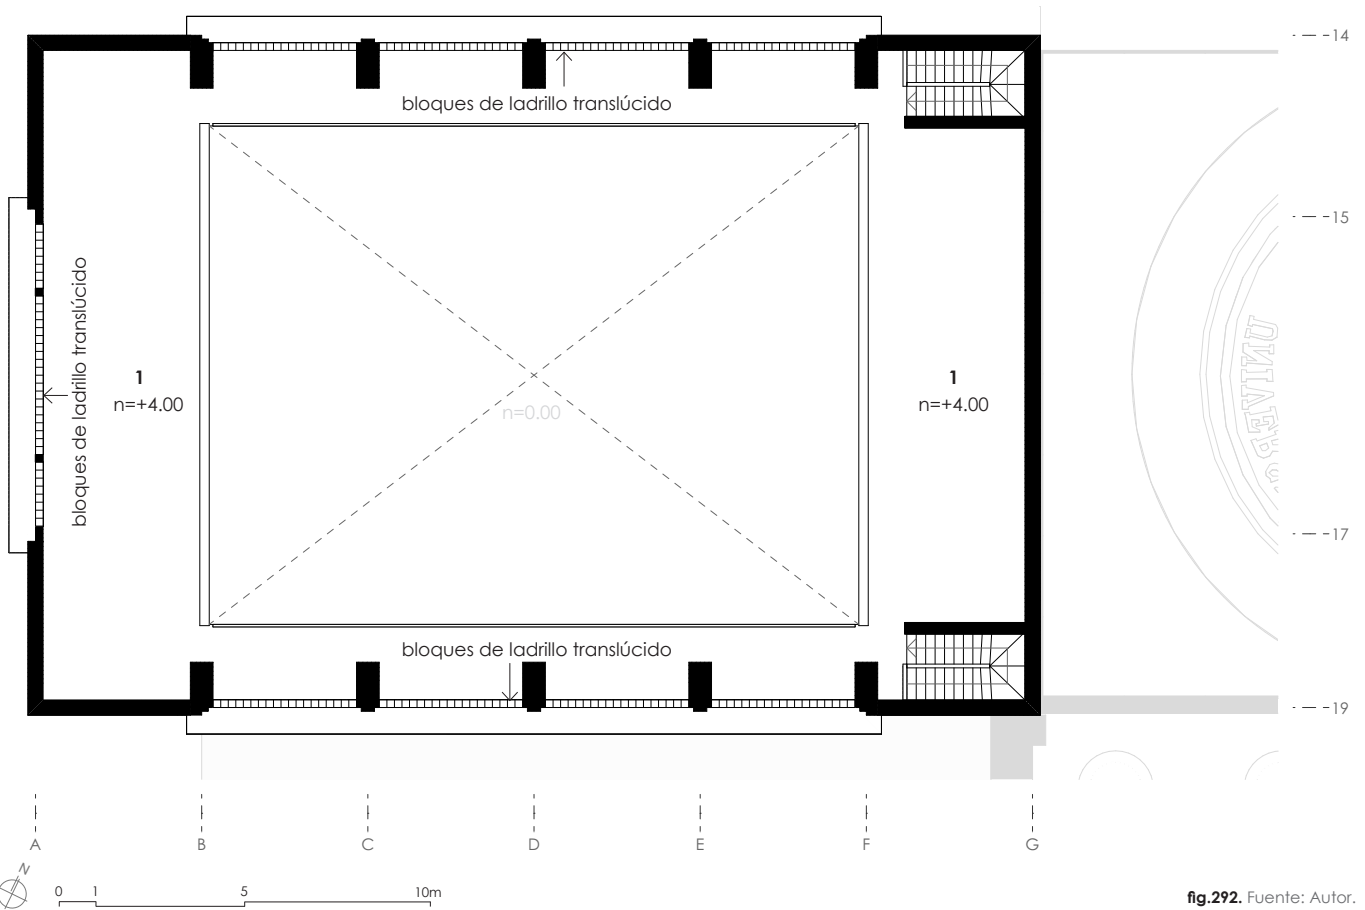 14
bloques de ladrillo translúcido
15
bloques de ladrillo translúcido
1
n=+4.00
n=0.00
1
n=+4.00
17
bloques de ladrillo translúcido
19
A B C D E F G
N
0 1 5 10m
fig.292. Fuente: Autor.